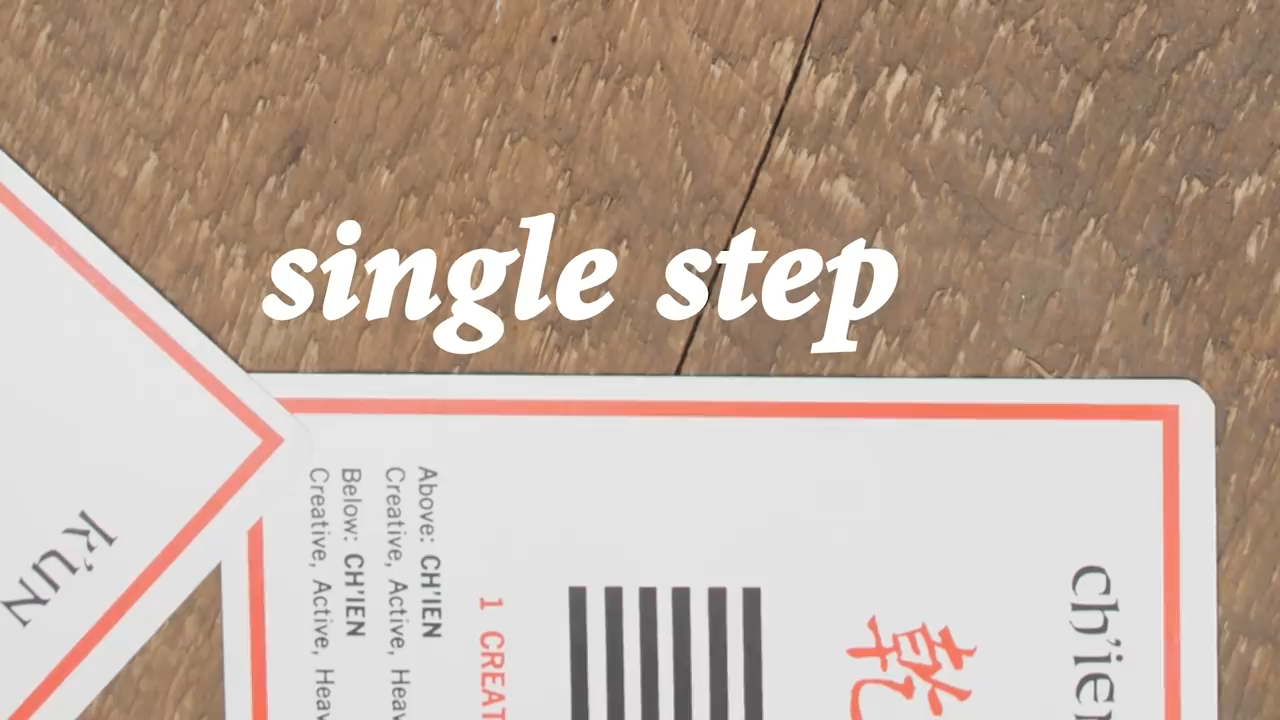 single step
K'UN
ch'ien
乾
1 CREAT
Above: CH'IEN
Creative, Active, Heav
Below: CH'IEN
Creative, Active, Heav